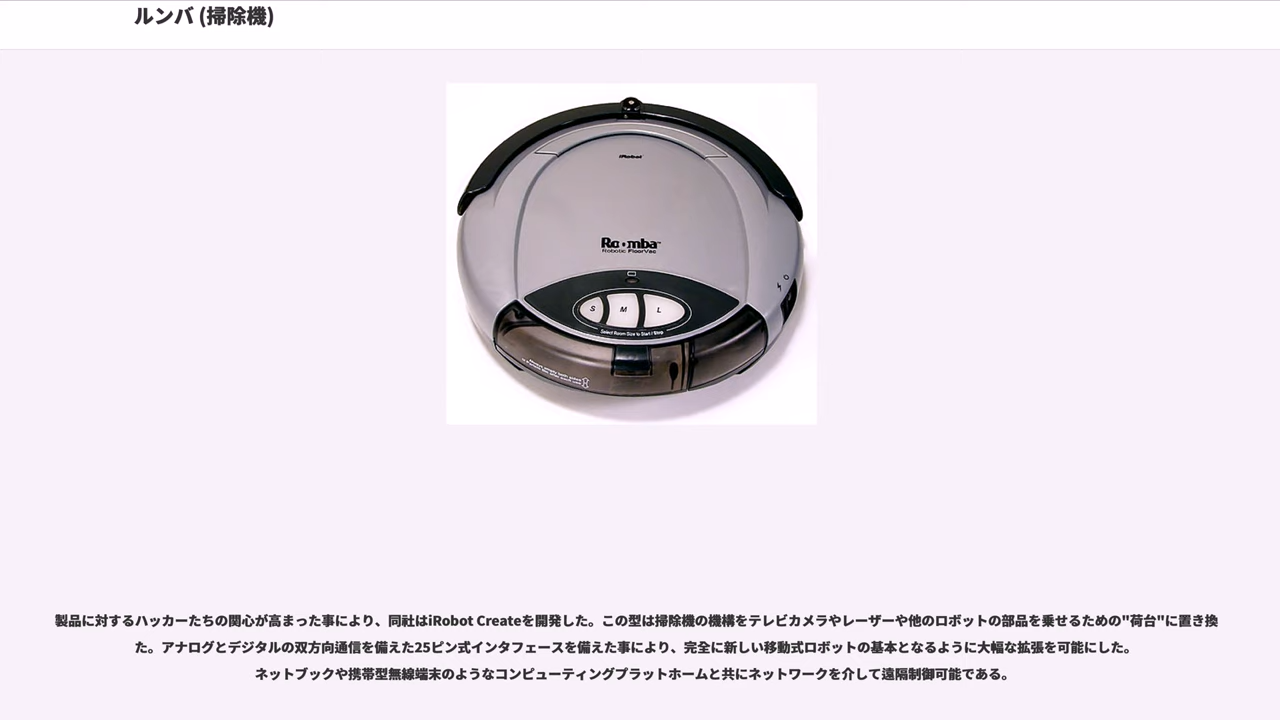 ルンバ (掃除機)
iRobot
Roomba™
Robotic FloorVac
S M L
Select Room Size to Start / Stop
製品に対するハッカーたちの関心が高まった事により、同社はiRobot Createを開発した。この型は掃除機の機構をテレビカメラやレーザーや他のロボットの部品を乗せるための"荷台"に置き換
た。アナログとデジタルの双方向通信を備えた25ピン式インタフェースを備えた事により、完全に新しい移動式ロボットの基本となるように大幅な拡張を可能にした。
ネットブックや携帯型無線端末のようなコンピューティングプラットホームと共にネットワークを介して遠隔制御可能である。